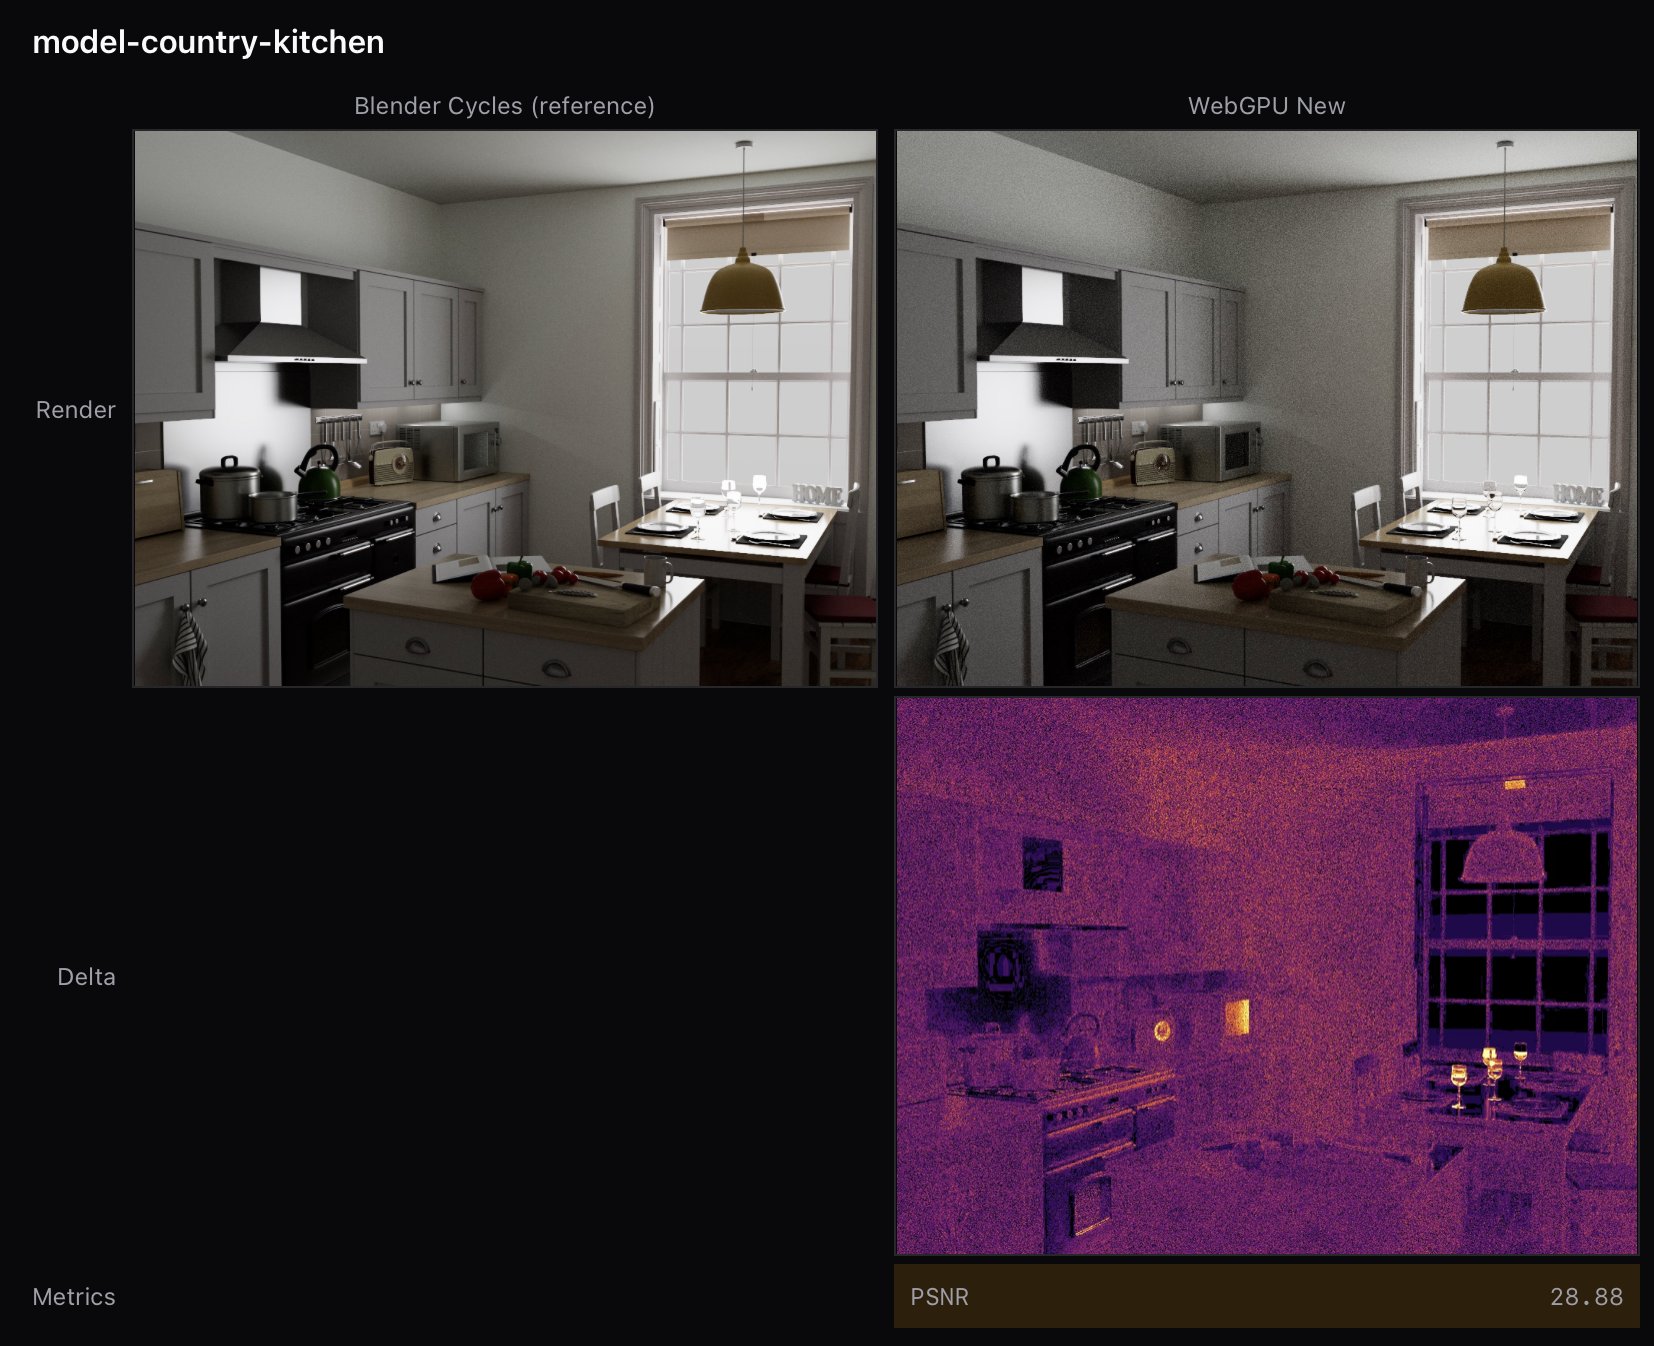 model-country-kitchen
Blender Cycles (reference)
WebGPU New
Render
HOME
HOME
Delta
Metrics
PSNR
28.88